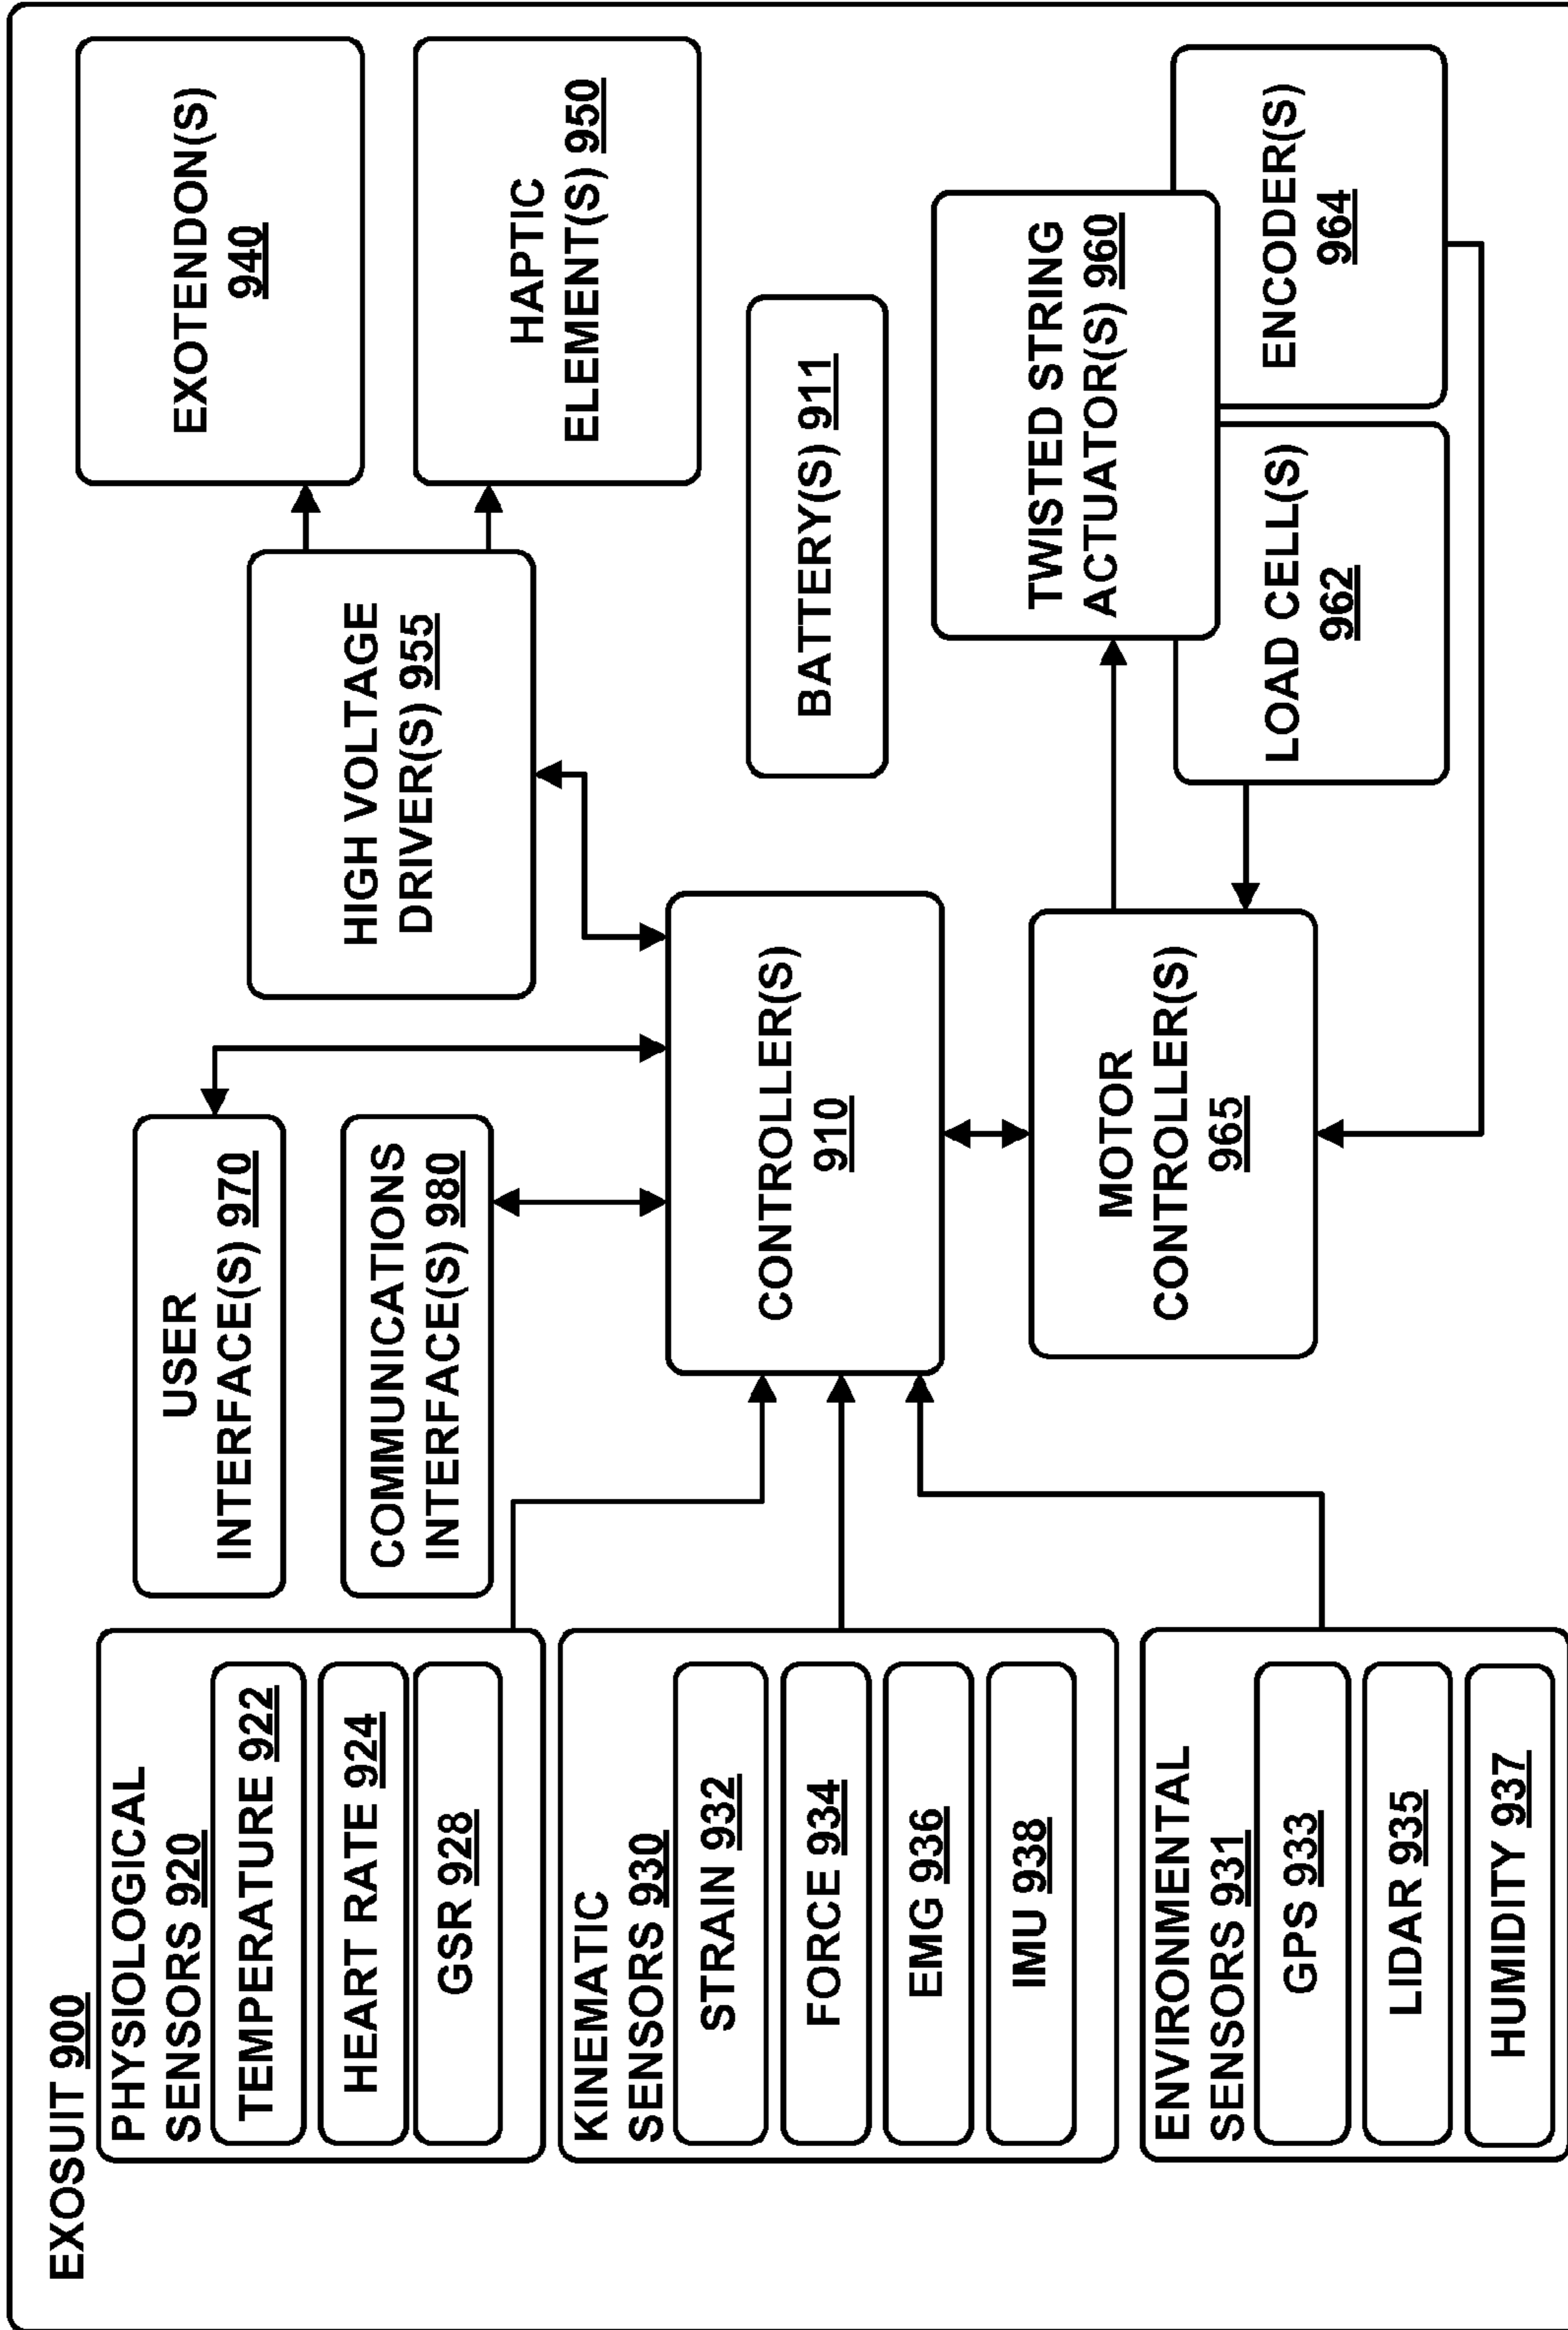 EXOSUIT 900
PHYSIOLOGICAL
SENSORS 920
TEMPERATURE 922
HEART RATE 924
GSR 928
KINEMATIC
SENSORS 930
STRAIN 932
FORCE 934
EMG 936
IMU 938
ENVIRONMENTAL
SENSORS 931
GPS 933
LIDAR 935
HUMIDITY 937
USER
INTERFACE(S) 970
COMMUNICATIONS
INTERFACE(S) 980
CONTROLLER(S)
910
MOTOR
CONTROLLER(S)
965
HIGH VOLTAGE
DRIVER(S) 955
EXOTENDON(S)
940
HAPTIC
ELEMENT(S) 950
BATTERY(S) 911
TWISTED STRING
ACTUATOR(S) 960
LOAD CELL(S)
962
ENCODER(S)
964